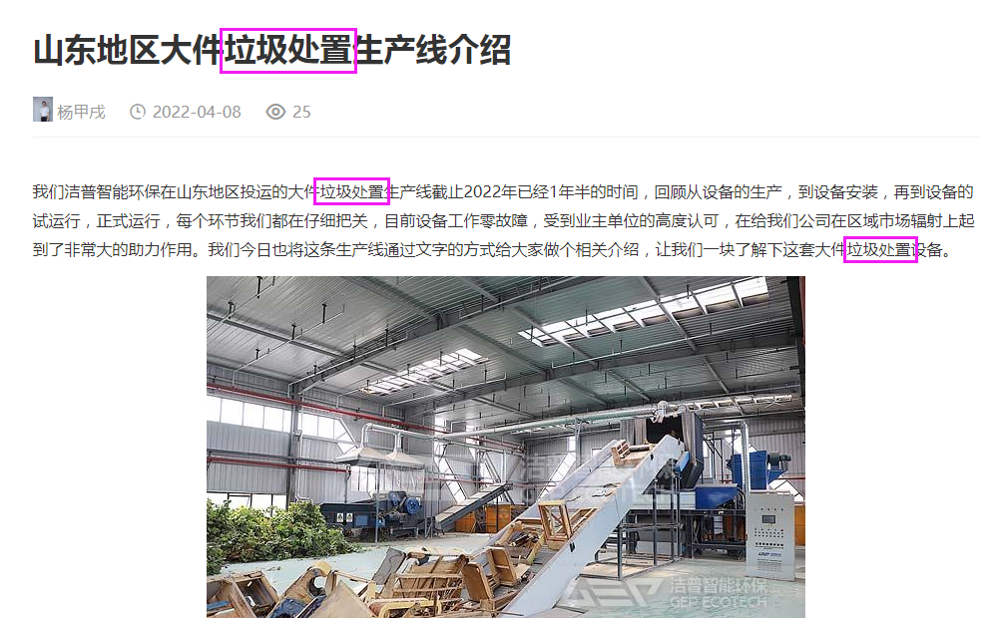 山东地区大件垃圾处置生产线介绍
杨甲戌 2022-04-08 25
我们洁普智能环保在山东地区投运的大件垃圾处置生产线截止2022年已经1年半的时间，回顾从设备的生产，到设备安装，再到设备的
试运行，正式运行，每个环节我们都在仔细把关，目前设备工作零故障，受到业主单位的高度认可，在给我们公司在区域市场辐射上起
到了非常大的助力作用。我们今日也将这条生产线通过文字的方式给大家做个相关介绍，让我们一块了解下这套大件垃圾处置设备。
洁普智能环保
GEP ECOTECH